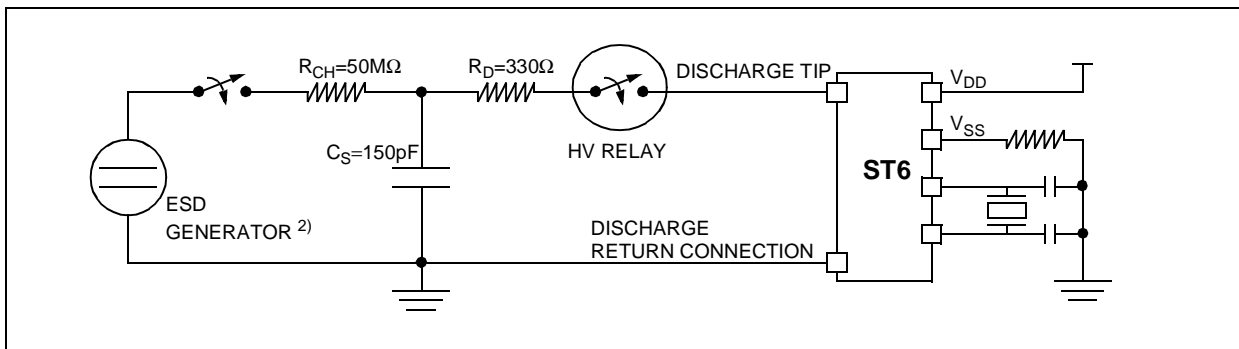 R_CH=50MΩ
R_D=330Ω
DISCHARGE TIP
V_DD
V_SS
C_S=150pF
HV RELAY
ST6
ESD
GENERATOR 2)
DISCHARGE
RETURN CONNECTION